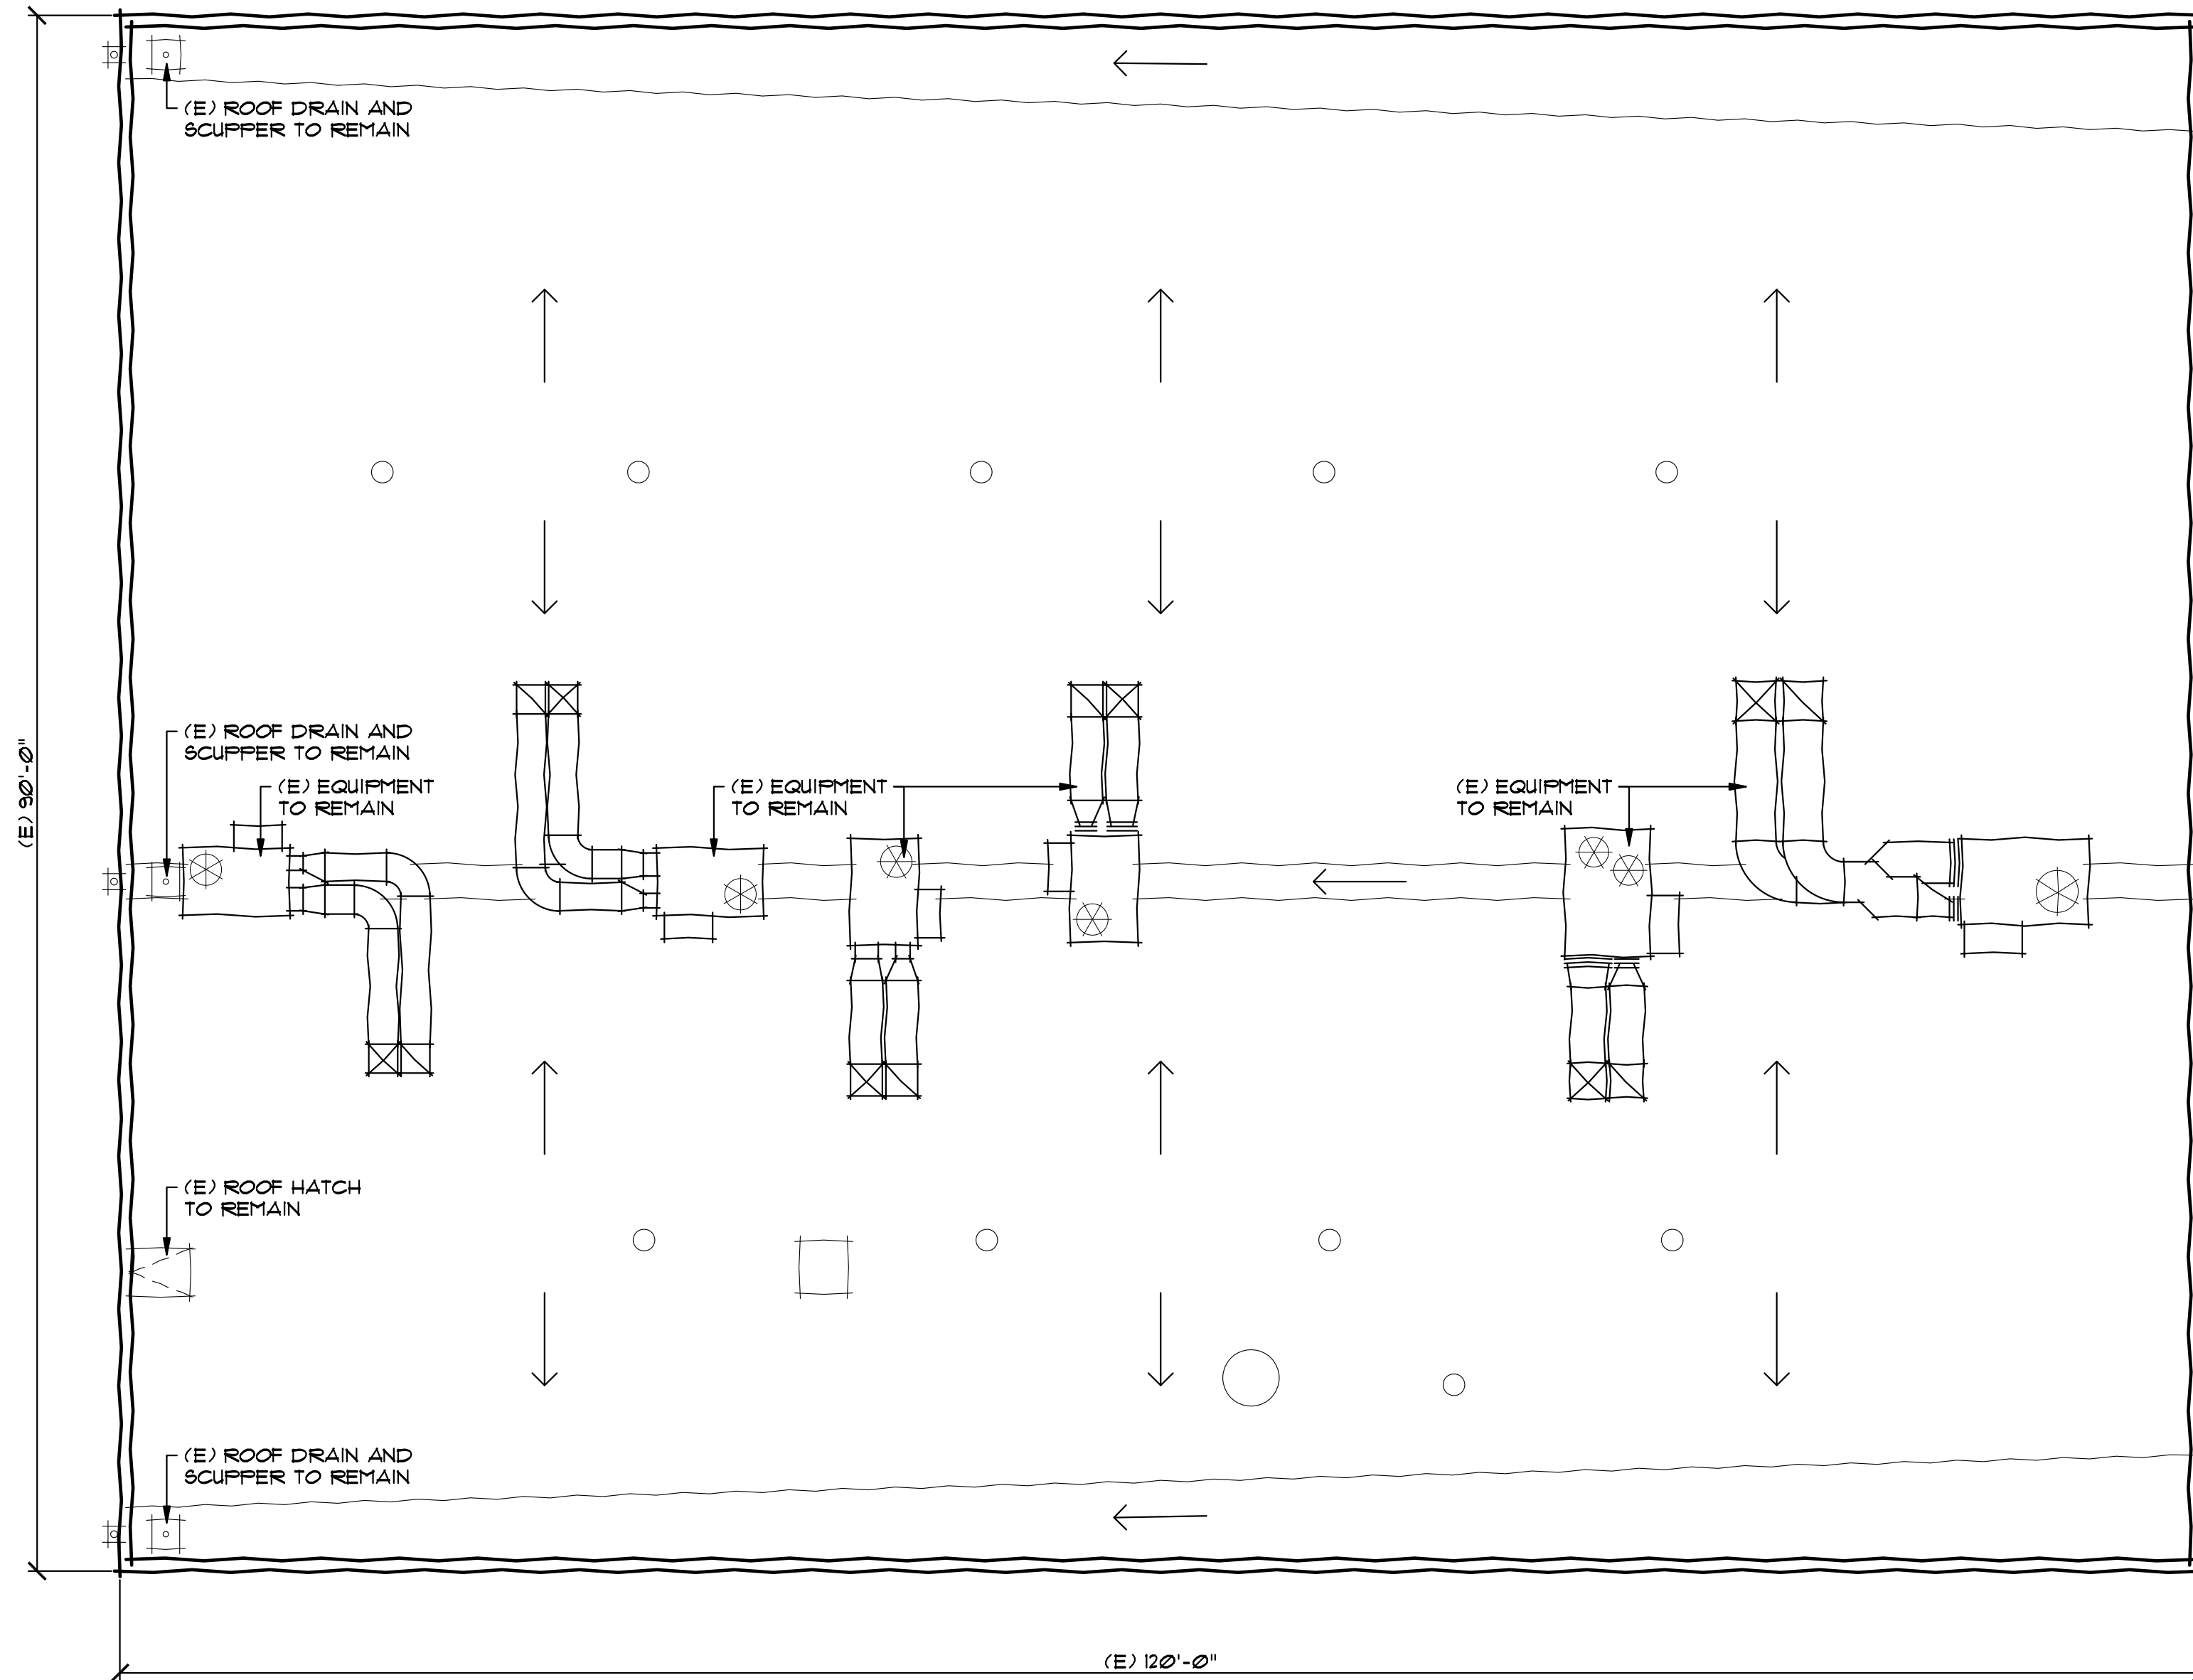 (E) ROOF DRAIN AND
SCUPPER TO REMAIN
(E) 90'-0"
(E) ROOF DRAIN AND
SCUPPER TO REMAIN
(E) EQUIPMENT
TO REMAIN
(E) EQUIPMENT
TO REMAIN
(E) EQUIPMENT
TO REMAIN
(E) ROOF HATCH
TO REMAIN
(E) ROOF DRAIN AND
SCUPPER TO REMAIN
(E) 120'-0"